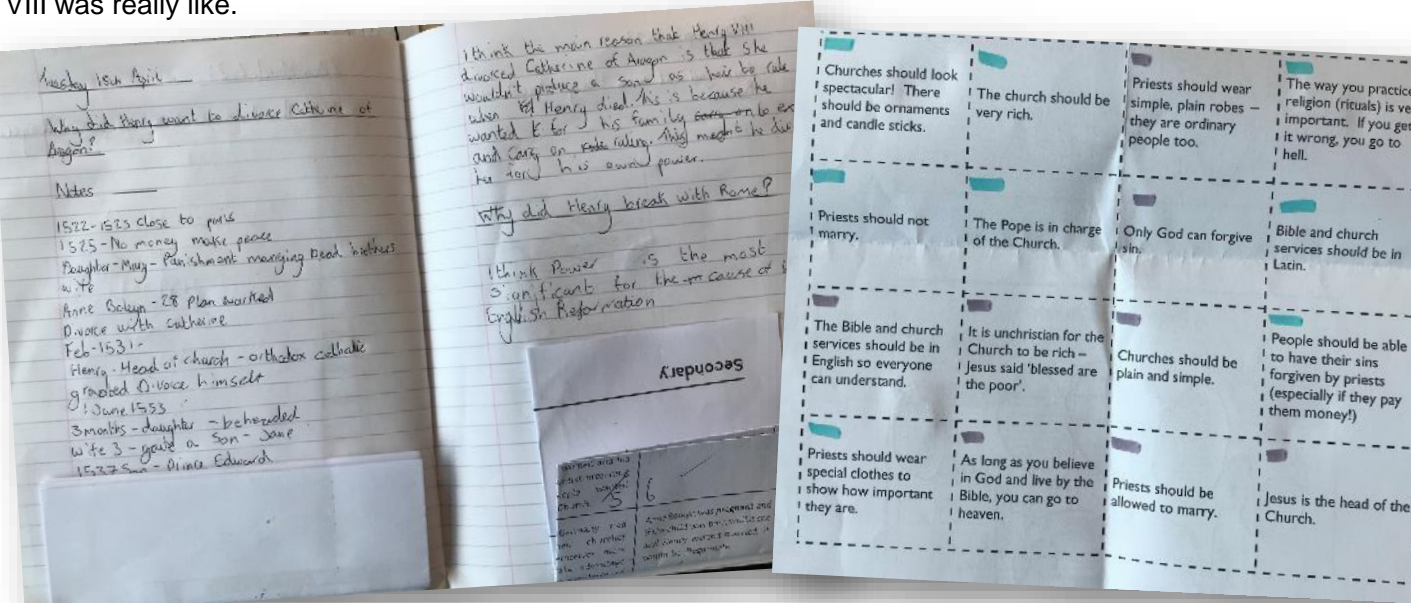 VIII was really like.
Tuesday 18th April
Why did Henry want to divorce Catherine of
Aragon?
Notes
1522-1523 close to paris
1525-No money make peace
Daughter-Mary- Punishment marrying Dead brothers
wife
Anne Boleyn - 28 Plan worked
Divorce with catherine
Feb-1531-
Henry. Head of church - orthodox catholic
granted Divorce himself
1 June 1553
3 months - daughter - beheaded
wife 3 - gave a son - Jane
1537 Son - Prince Edward
I think the main reason that Henry VIII
divorced Catherine of Aragon is that she
wouldn't produce a son as heir to rule
when Henry died. This is because he
wanted for his family to
and carry on ruling. This meant he
his own power.
Why did Henry break with Rome?
I think Power is the most
Significant for the cause of
English Reformation
Secondary
5
6
Churches should look
spectacular! There
should be ornaments
and candle sticks.
The church should be
very rich.
Priests should wear
simple, plain robes –
they are ordinary
people too.
The way you practice
religion (rituals) is
important. If you get
it wrong, you go to
hell.
Priests should not
marry.
The Pope is in charge
of the Church.
Only God can forgive
sin.
Bible and church
services should be in
Latin.
The Bible and church
services should be in
English so everyone
can understand.
It is unchristian for the
Church to be rich –
Jesus said 'blessed are
the poor'.
Churches should be
plain and simple.
People should be able
to have their sins
forgiven by priests
(especially if they pay
them money!)
Priests should wear
special clothes to
show how important
they are.
As long as you believe
in God and live by the
Bible, you can go to
heaven.
Priests should be
allowed to marry.
Jesus is the head of the
Church.